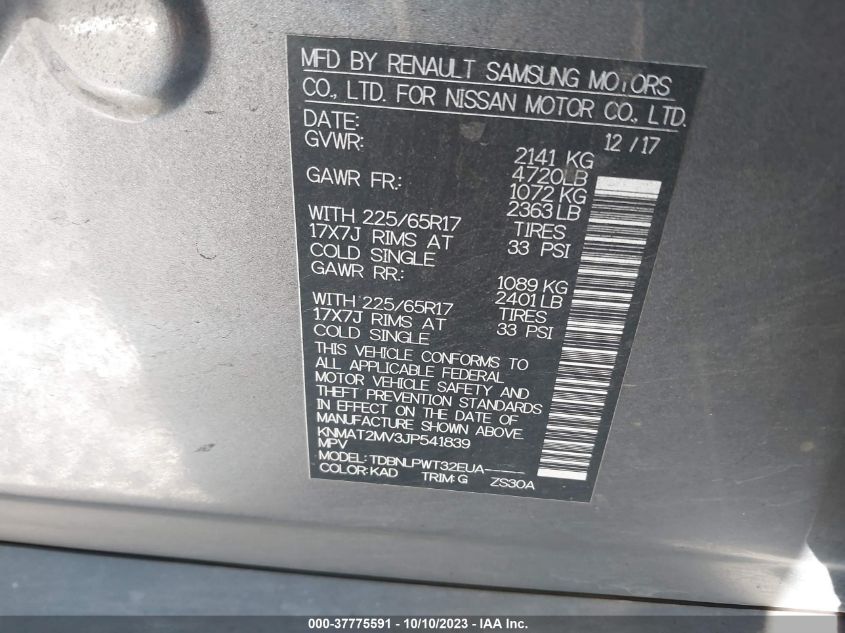 MFD BY RENAULT SAMSUNG MOTORS
CO., LTD. FOR NISSAN MOTOR CO., LTD.
DATE: 12 / 17
GVWR: 2141 KG
4720LB
GAWR FR.: 1072 KG
2363 LB
WITH 225/65R17 TIRES
17X7J RIMS AT 33 PSI
COLD SINGLE
GAWR RR.: 1089 KG
2401 LB
WITH 225/65R17 TIRES
17X7J RIMS AT 33 PSI
COLD SINGLE
THIS VEHICLE CONFORMS TO
ALL APPLICABLE FEDERAL
MOTOR VEHICLE SAFETY AND
THEFT PREVENTION STANDARDS
IN EFFECT ON THE DATE OF
MANUFACTURE SHOWN ABOVE.
KNMAT2MV3JP541839
MPV
MODEL: TDBNLPWT32EUA-----
COLOR: KAD TRIM: G ZS30A
000-37775591 - 10/10/2023 - IAA Inc.